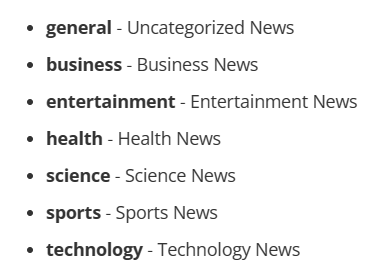 • general - Uncategorized News
• business - Business News
• entertainment - Entertainment News
• health - Health News
• science - Science News
• sports - Sports News
• technology - Technology News